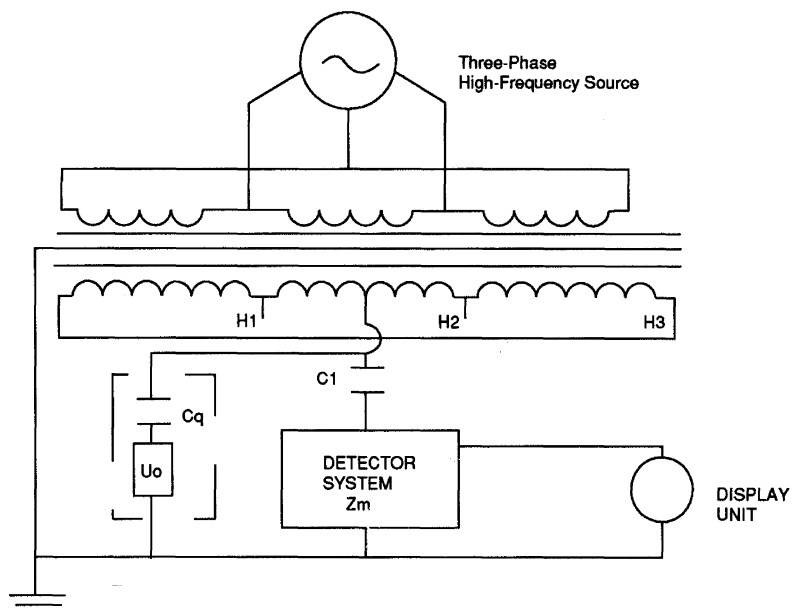 Three-Phase
High-Frequency Source
H1
H2
H3
C1
Cq
Uo
DETECTOR
SYSTEM
Zm
DISPLAY
UNIT